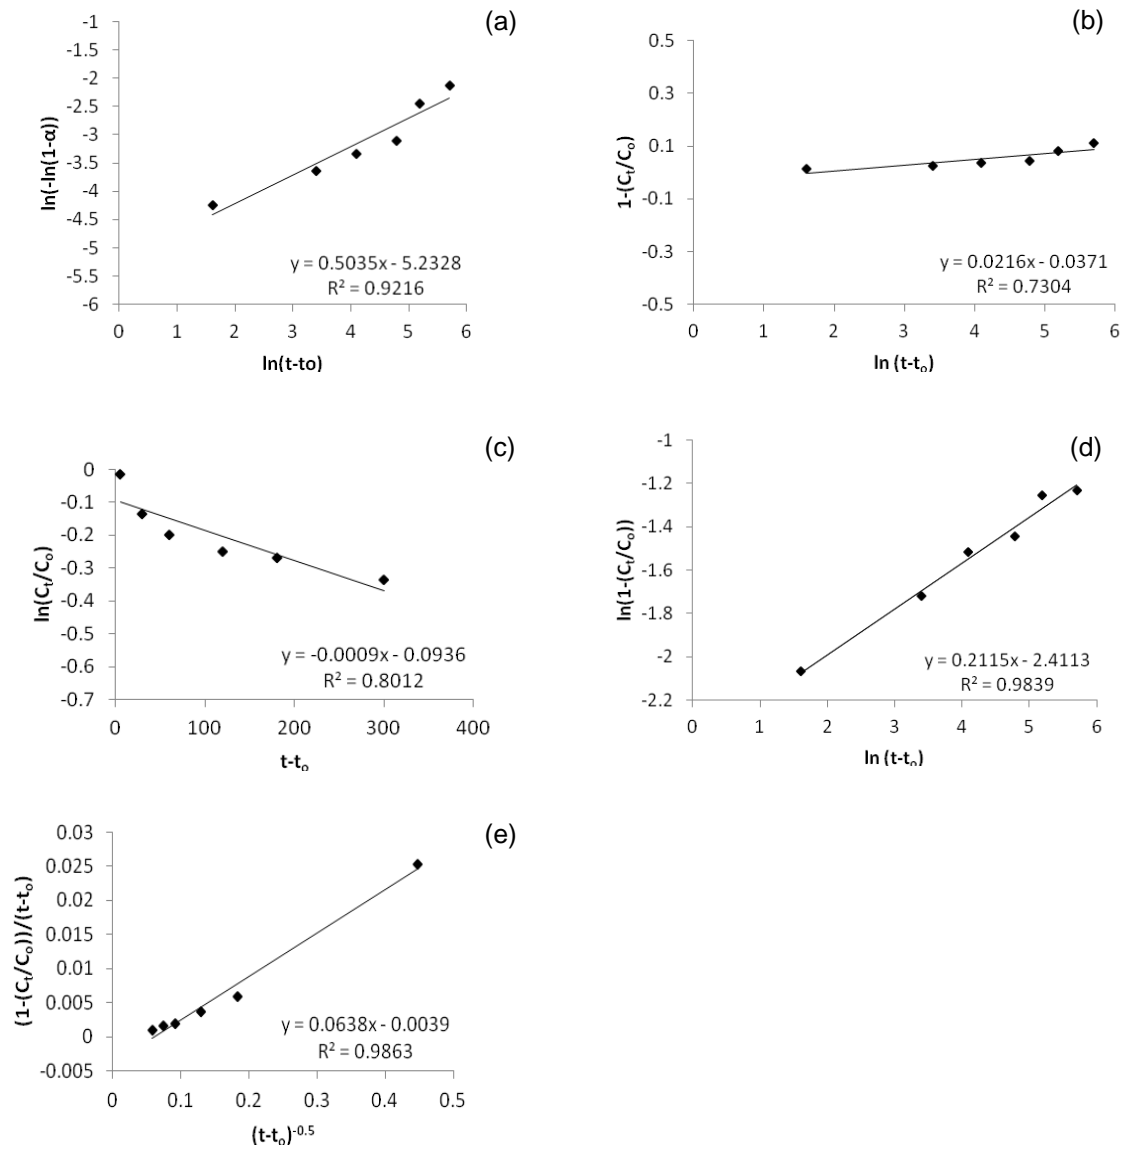 (a)
-1
-1.5
-2
-2.5
-3
-3.5
-4
-4.5
-5
-5.5
-6
ln(-ln(1-α))
y = 0.5035x - 5.2328
R² = 0.9216
0 1 2 3 4 5 6
ln(t-to)
(b)
0.5
0.3
0.1
-0.1
-0.3
-0.5
1-(Ct/Co)
y = 0.0216x - 0.0371
R² = 0.7304
0 1 2 3 4 5 6
ln (t-to)
(c)
0
-0.1
-0.2
-0.3
-0.4
-0.5
-0.6
-0.7
ln(Ct/Co)
y = -0.0009x - 0.0936
R² = 0.8012
0 100 200 300 400
t-to
(d)
-1
-1.2
-1.4
-1.6
-1.8
-2
-2.2
ln(1-(Ct/Co))
y = 0.2115x - 2.4113
R² = 0.9839
0 1 2 3 4 5 6
ln (t-to)
(e)
0.03
0.025
0.02
0.015
0.01
0.005
0
-0.005
(1-(Ct/Co))/(t-to)
y = 0.0638x - 0.0039
R² = 0.9863
0 0.1 0.2 0.3 0.4 0.5
(t-to)-0.5